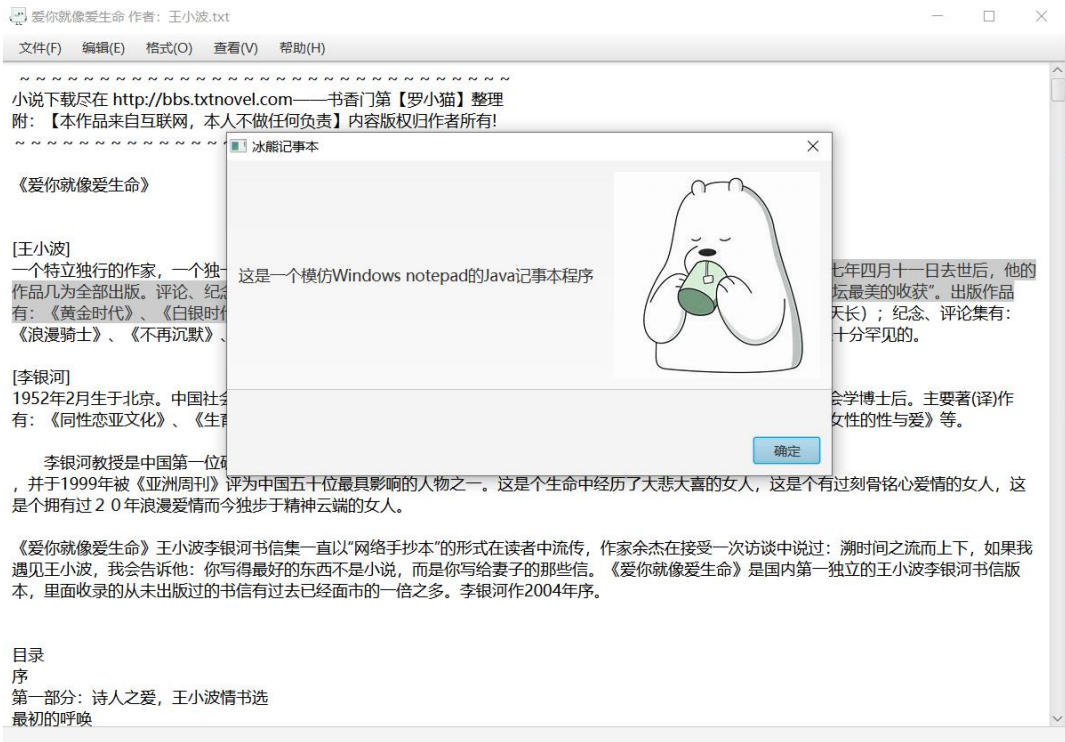 爱你就像爱生命 作者：王小波.txt
文件(F) 编辑(E) 格式(O) 查看(V) 帮助(H)
～～～～～～～～～～～～～～～～～～～～～～～～～～～～～～～
小说下载尽在 http://bbs.txtnovel.com——书香门第【罗小猫】整理
附：【本作品来自互联网，本人不做任何负责】内容版权归作者所有!
～～～～～～～～～～～～～
《爱你就像爱生命》
[王小波]
一个特立独行的作家，一个独 七年四月十一日去世后，他的
作品几为全部出版。评论、纪念 坛最美的收获”。出版作品
有：《黄金时代》、《白银时代 天长）；纪念、评论集有：
《浪漫骑士》、《不再沉默》、 十分罕见的。
[李银河]
1952年2月生于北京。中国社会 会学博士后。主要著(译)作
有：《同性恋亚文化》、《生育 女性的性与爱》等。
李银河教授是中国第一位
，并于1999年被《亚洲周刊》评为中国五十位最具影响的人物之一。这是个生命中经历了大悲大喜的女人，这是个有过刻骨铭心爱情的女人，这
是个拥有过２０年浪漫爱情而今独步于精神云端的女人。
《爱你就像爱生命》王小波李银河书信集一直以“网络手抄本”的形式在读者中流传，作家余杰在接受一次访谈中说过：溯时间之流而上下，如果我
遇见王小波，我会告诉他：你写得最好的东西不是小说，而是你写给妻子的那些信。《爱你就像爱生命》是国内第一独立的王小波李银河书信版
本，里面收录的从未出版过的书信有过去已经面市的一倍之多。李银河作2004年序。
目录
序
第一部分：诗人之爱，王小波情书选
最初的呼唤
冰熊记事本
这是一个模仿Windows notepad的Java记事本程序
确定